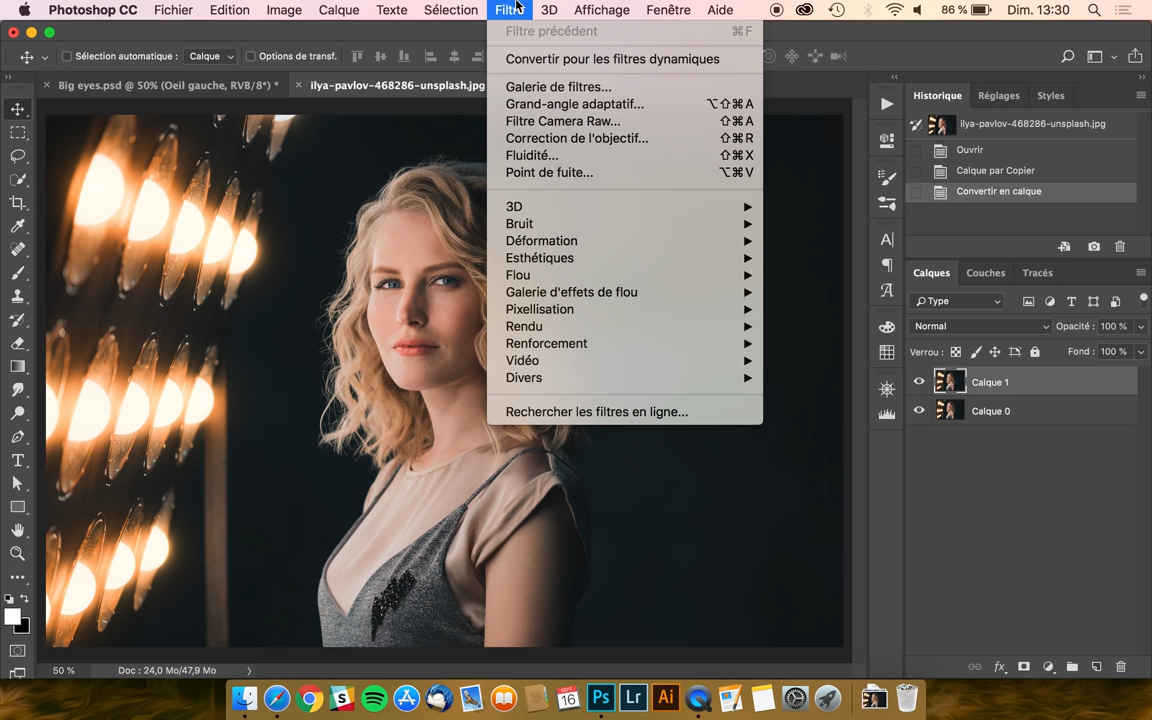 Photoshop CC Fichier Edition Image Calque Texte Sélection Filtre 3D Affichage Fenêtre Aide 86 % Dim. 13:30
Filtre précédent ⌘F
Convertir pour les filtres dynamiques
Galerie de filtres...
Grand-angle adaptatif... ⌥⇧⌘A
Filtre Camera Raw... ⇧⌘A
Correction de l'objectif... ⇧⌘R
Fluidité... ⇧⌘X
Point de fuite... ⌥⌘V
3D
Bruit
Déformation
Esthétiques
Flou
Galerie d'effets de flou
Pixellisation
Rendu
Renforcement
Vidéo
Divers
Rechercher les filtres en ligne...
Sélection automatique : Calque Options de transf.
Big eyes.psd @ 50% (Oeil gauche, RVB/8*) *
ilya-pavlov-468286-unsplash.jpg
Historique Réglages Styles
ilya-pavlov-468286-unsplash.jpg
Ouvrir
Calque par Copier
Convertir en calque
Calques Couches Tracés
Type
Normal Opacité : 100 %
Verrou : Fond : 100 %
Calque 1
Calque 0
fx
50 % Doc : 24,0 Mo/47,9 Mo
SEPT.
16
Ps
Lr
Ai